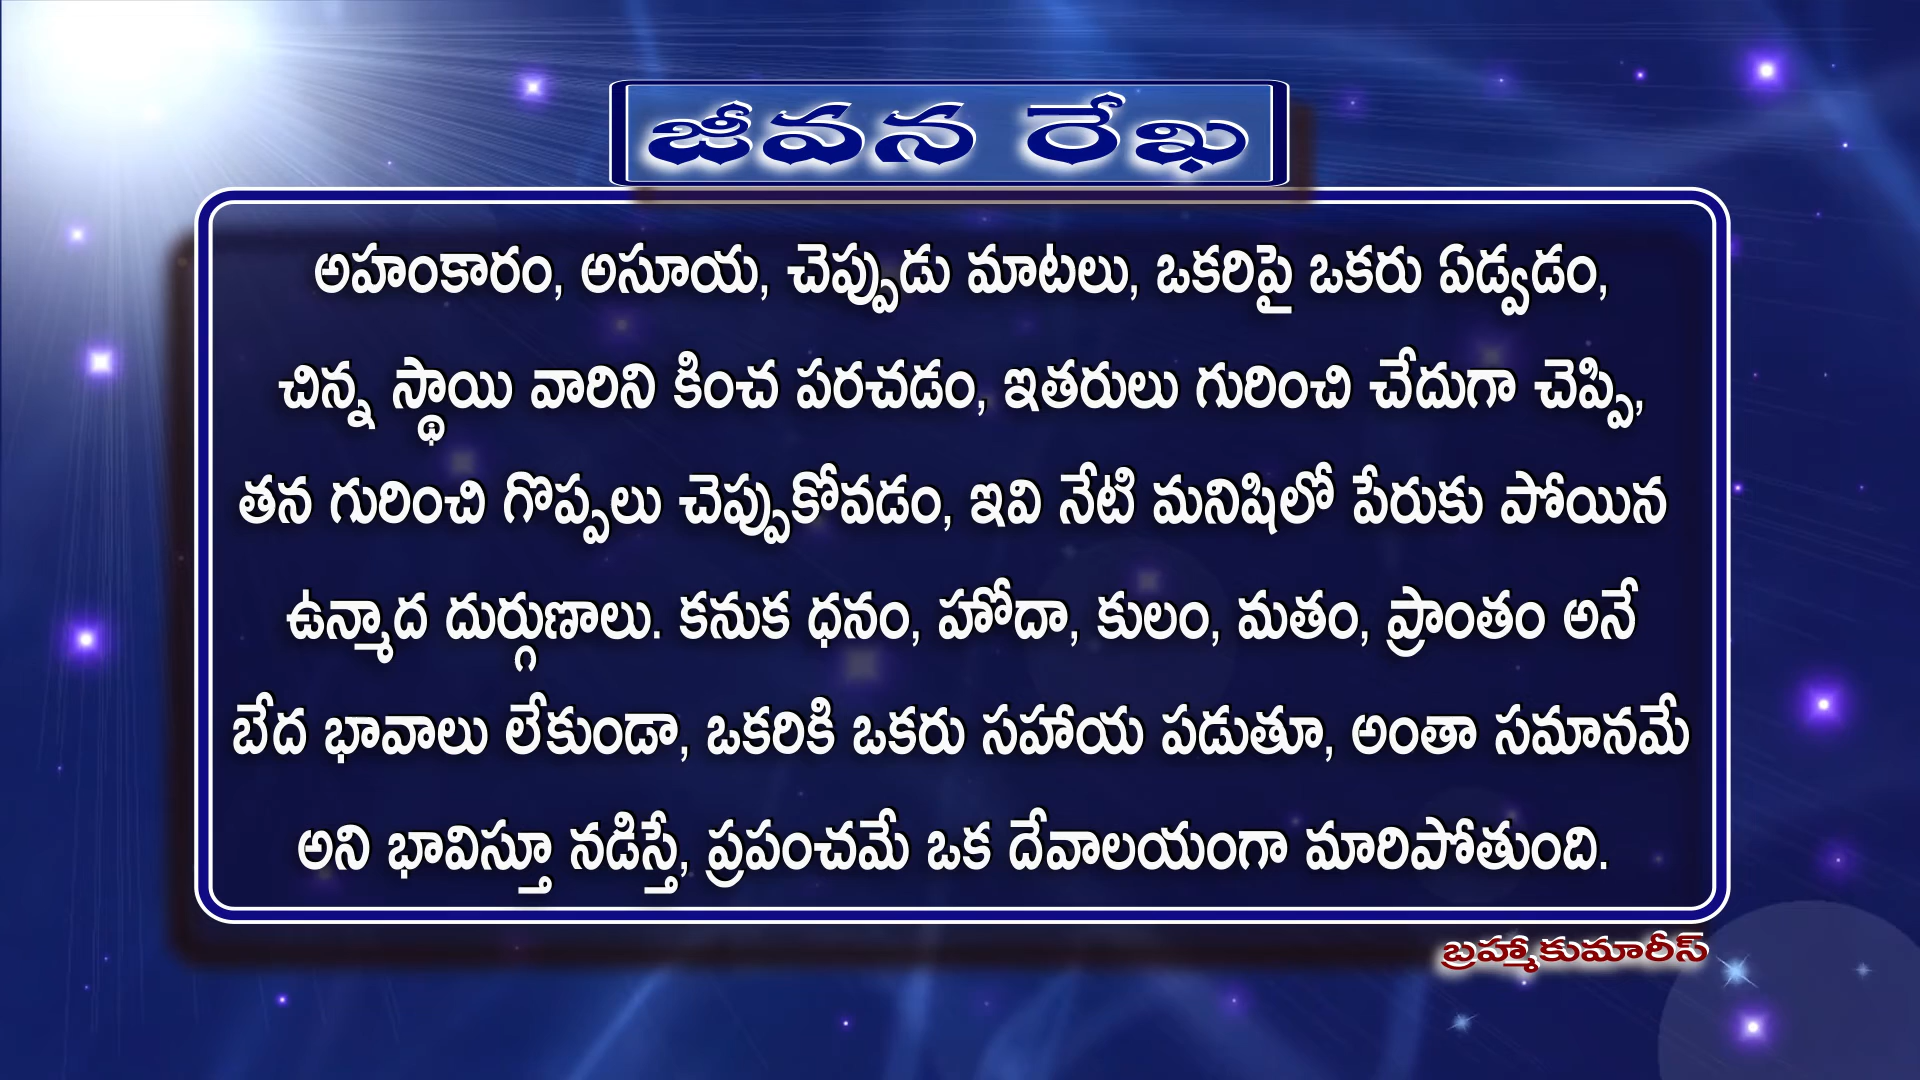 జీవన రేఖ
అహంకారం, అసూయ, చెప్పుడు మాటలు, ఒకరిపై ఒకరు ఏడ్వడం,
చిన్న స్థాయి వారిని కించ పరచడం, ఇతరులు గురించి చేదుగా చెప్పి,
తన గురించి గొప్పలు చెప్పుకోవడం, ఇవి నేటి మనిషిలో పేరుకు పోయిన
ఉన్మాద దుర్గుణాలు. కనుక ధనం, హోదా, కులం, మతం, ప్రాంతం అనే
బేద భావాలు లేకుండా, ఒకరికి ఒకరు సహాయ పడుతూ, అంతా సమానమే
అని భావిస్తూ నడిస్తే, ప్రపంచమే ఒక దేవాలయంగా మారిపోతుంది.
బ్రహ్మాకుమారీస్